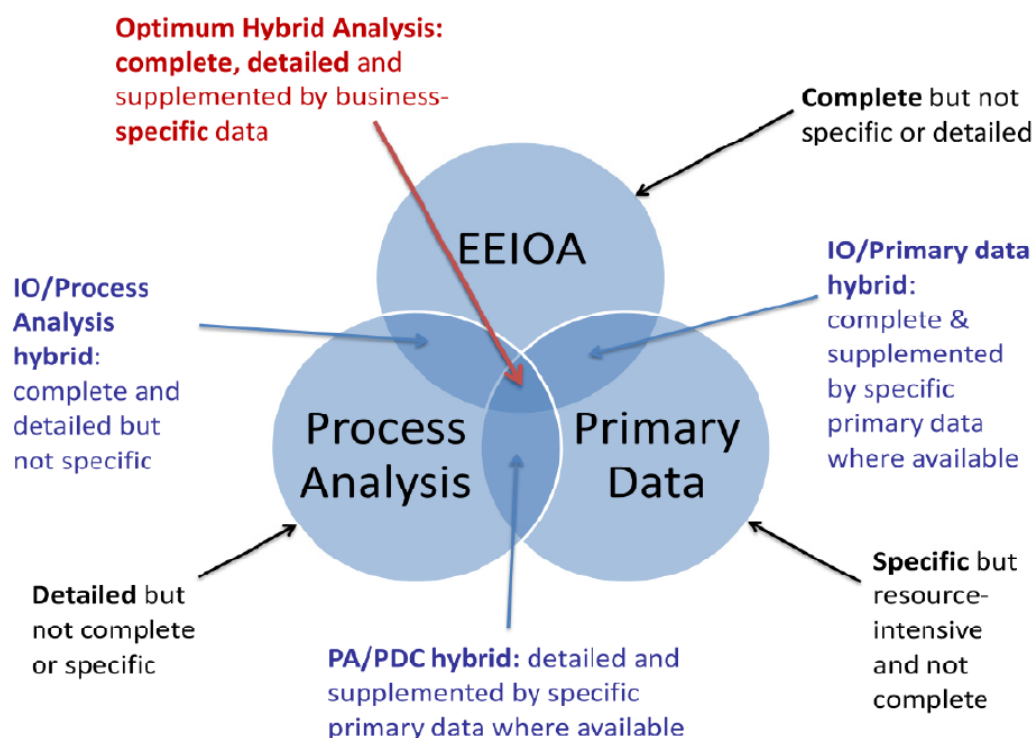 Optimum Hybrid Analysis:
complete, detailed and
supplemented by business-
specific data
Complete but not
specific or detailed
EEIOA
IO/Process
Analysis
hybrid:
complete and
detailed but
not specific
IO/Primary data
hybrid:
complete &
supplemented
by specific
primary data
where available
Process
Analysis
Primary
Data
Detailed but
not complete
or specific
PA/PDC hybrid: detailed and
supplemented by specific
primary data where available
Specific but
resource-
intensive
and not
complete